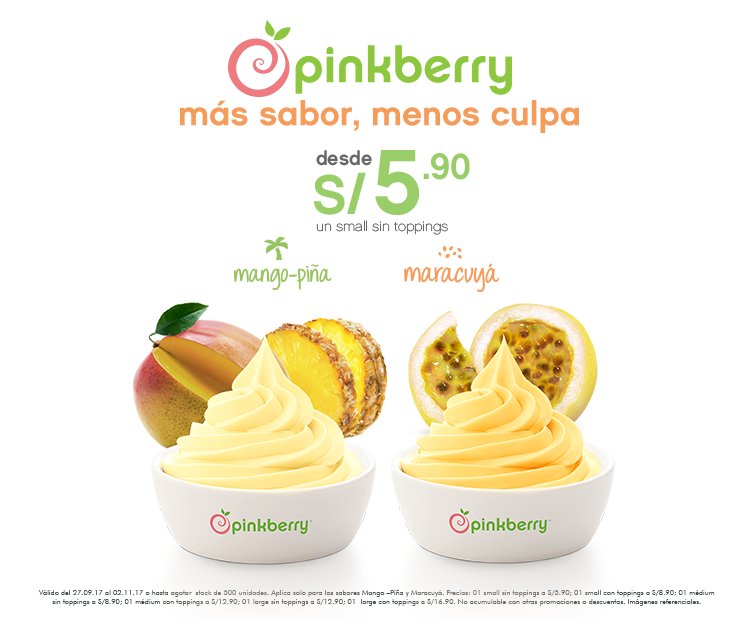 pinkberry
más sabor, menos culpa
desde
S/5.90
un small sin toppings
mango-piña
maracuyá
pinkberry
pinkberry
Válido del 27.09.17 al 02.11.17 o hasta agotar stock de 500 unidades. Aplica solo para los sabores Mango –Piña y Maracuyá. Precios: 01 small sin toppings a S/5.90; 01 small con toppings a S/8.90; 01 médium
sin toppings a S/8.90; 01 médium con toppings a S/12.90; 01 large sin toppings a S/12.90; 01 large con toppings a S/16.90. No acumulable con otras promociones o descuentos. Imágenes referenciales.